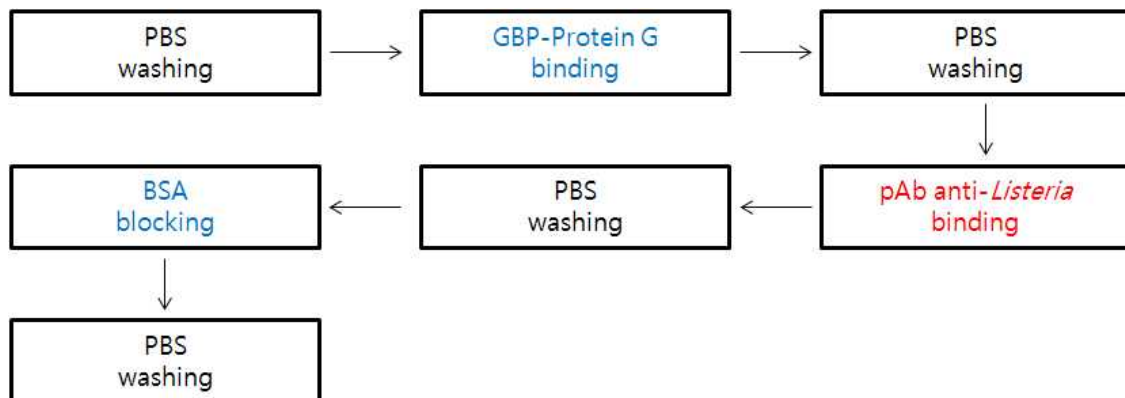 PBS
washing
GBP-Protein G
binding
PBS
washing
pAb anti-Listeria
binding
PBS
washing
BSA
blocking
PBS
washing